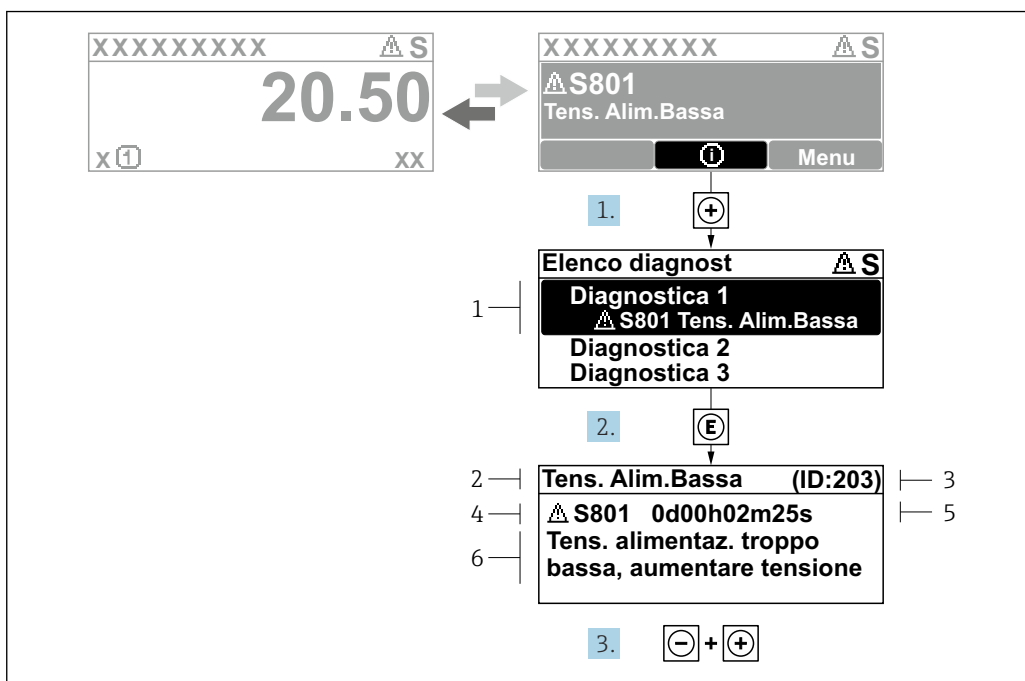 XXXXXXXXX ⚠ S
20.50
x ① xx
XXXXXXXXX ⚠ S
⚠ S801
Tens. Alim.Bassa
ⓘ Menu
1. +
Elenco diagnost ⚠ S
1 Diagnostica 1
⚠ S801 Tens. Alim.Bassa
Diagnostica 2
Diagnostica 3
2. E
2 Tens. Alim.Bassa (ID:203) 3
4 ⚠ S801 0d00h02m25s 5
6 Tens. alimentaz. troppo
bassa, aumentare tensione
3. − + +